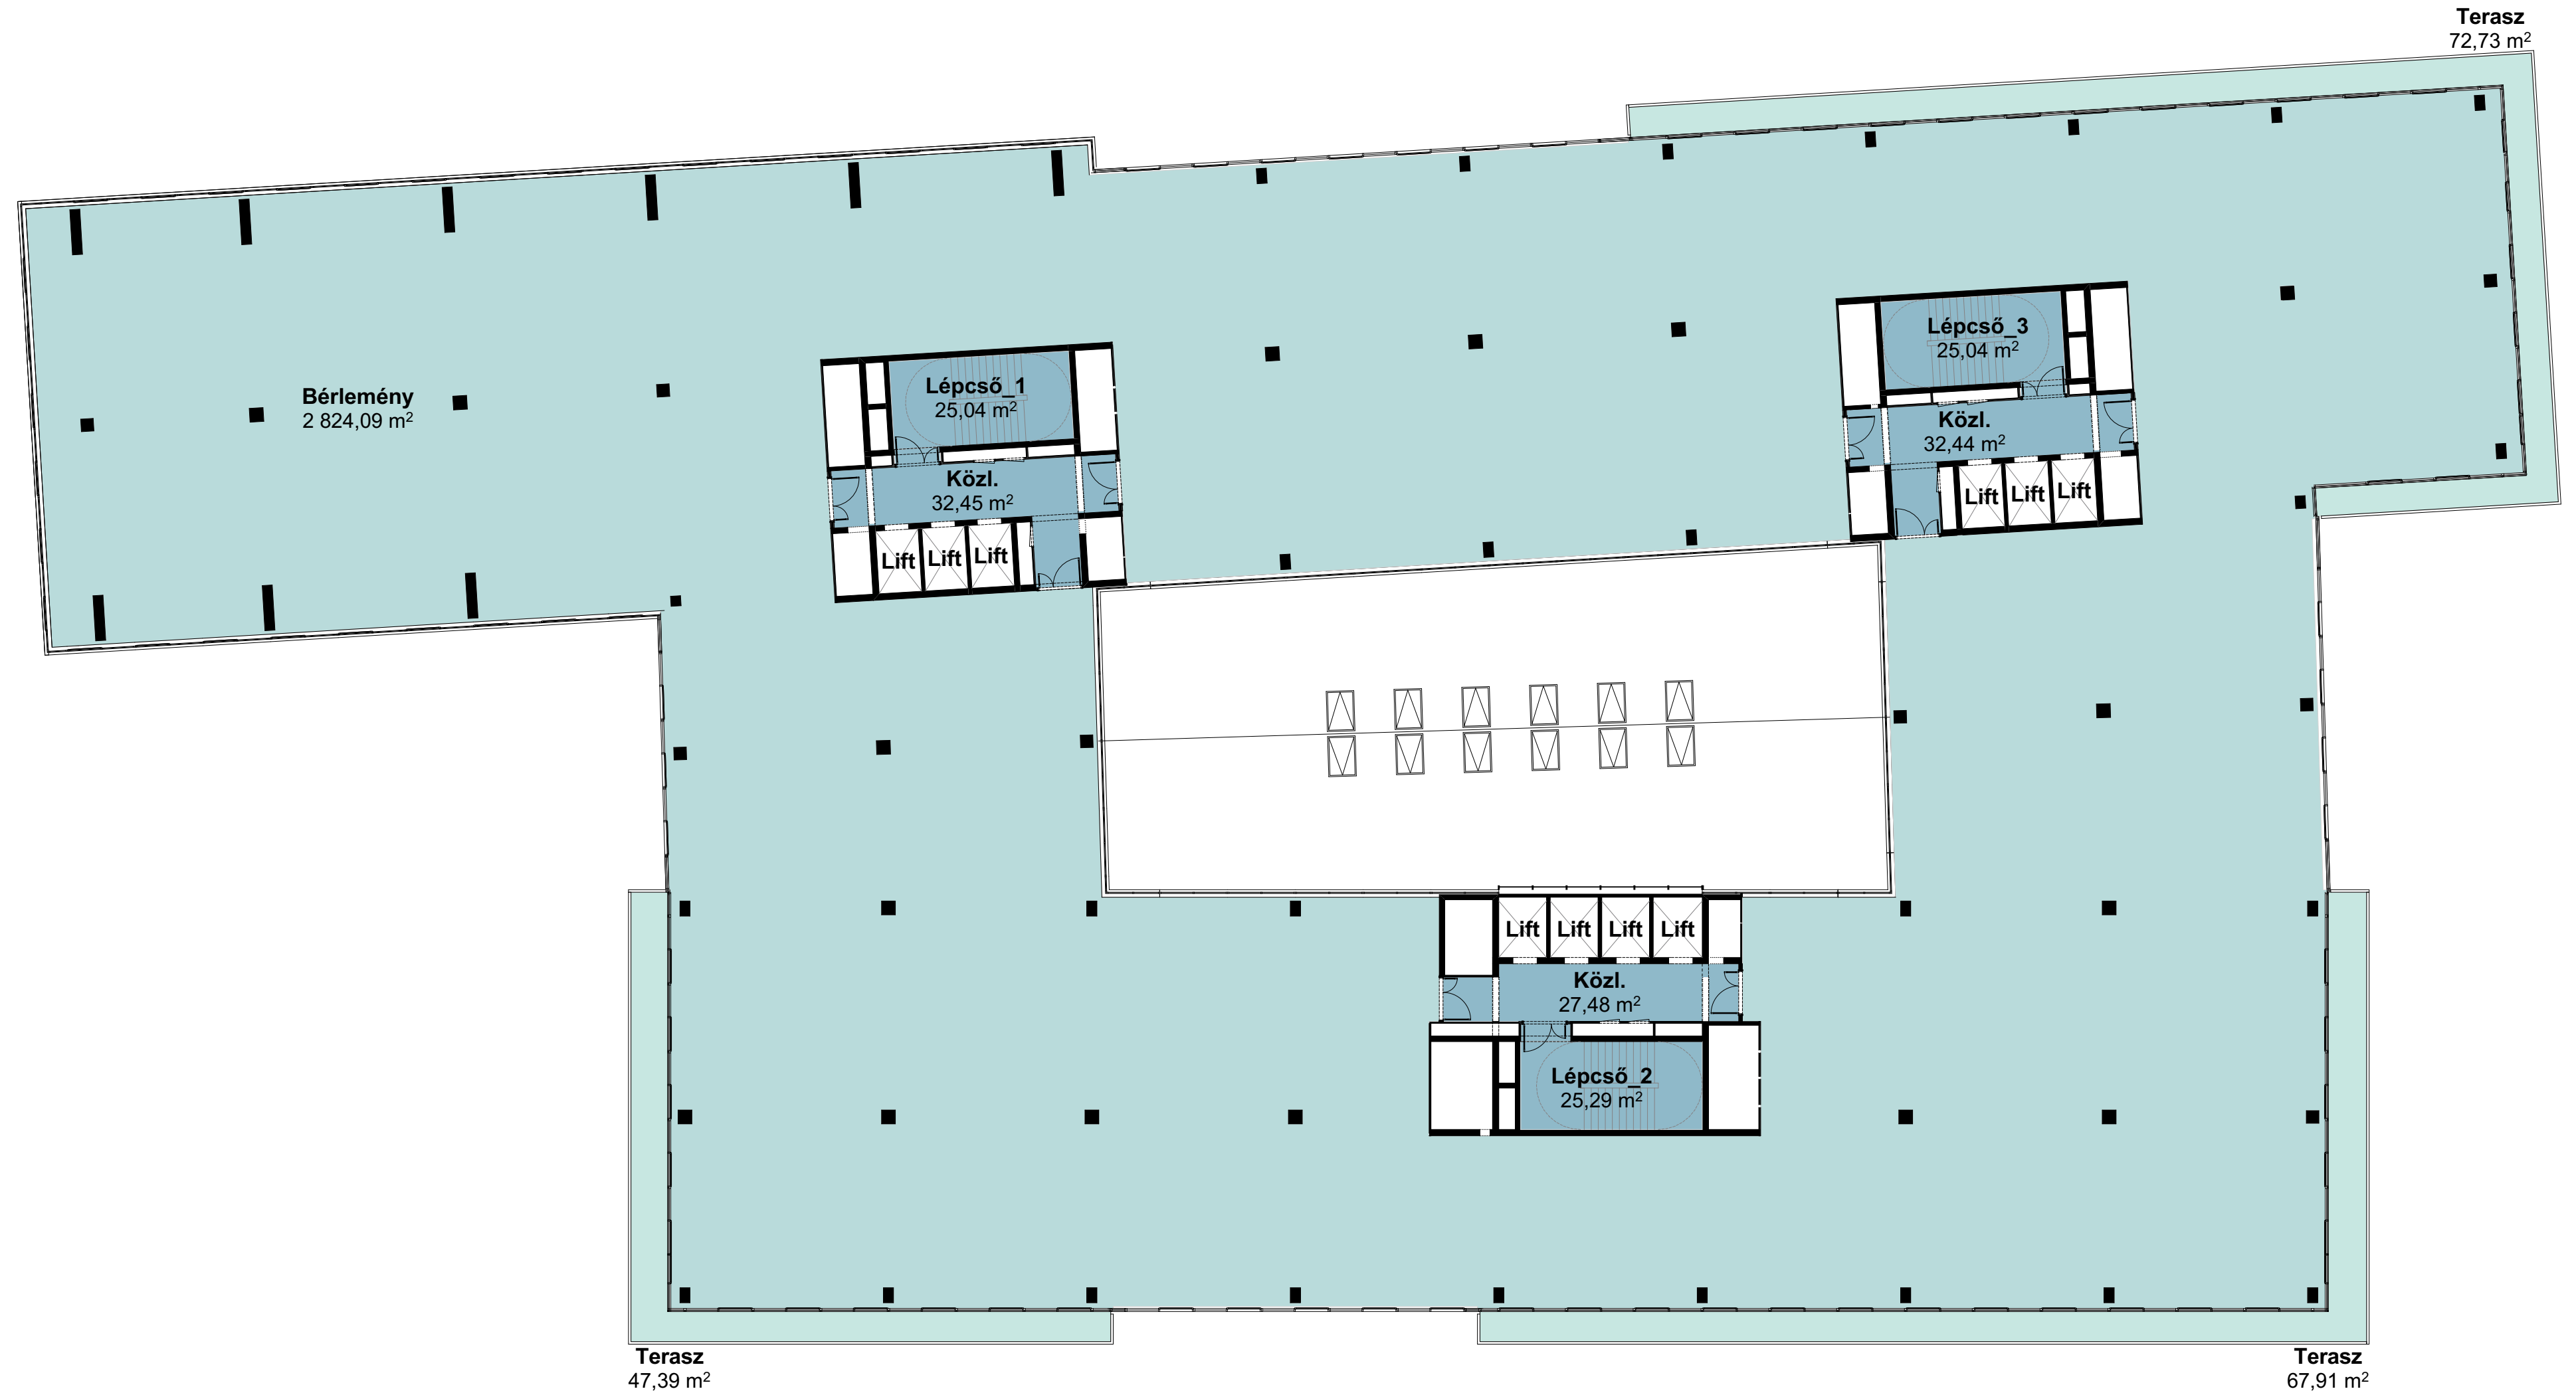 Terasz
72,73 m²
Lépcső_3
25,04 m²
Közl.
32,44 m²
Lift
Lift
Lift
Lépcső_1
25,04 m²
Bérlemény
2 824,09 m²
Közl.
32,45 m²
Lift
Lift
Lift
Lift
Lift
Lift
Lift
Közl.
27,48 m²
Lépcső_2
25,29 m²
Terasz
47,39 m²
Terasz
67,91 m²